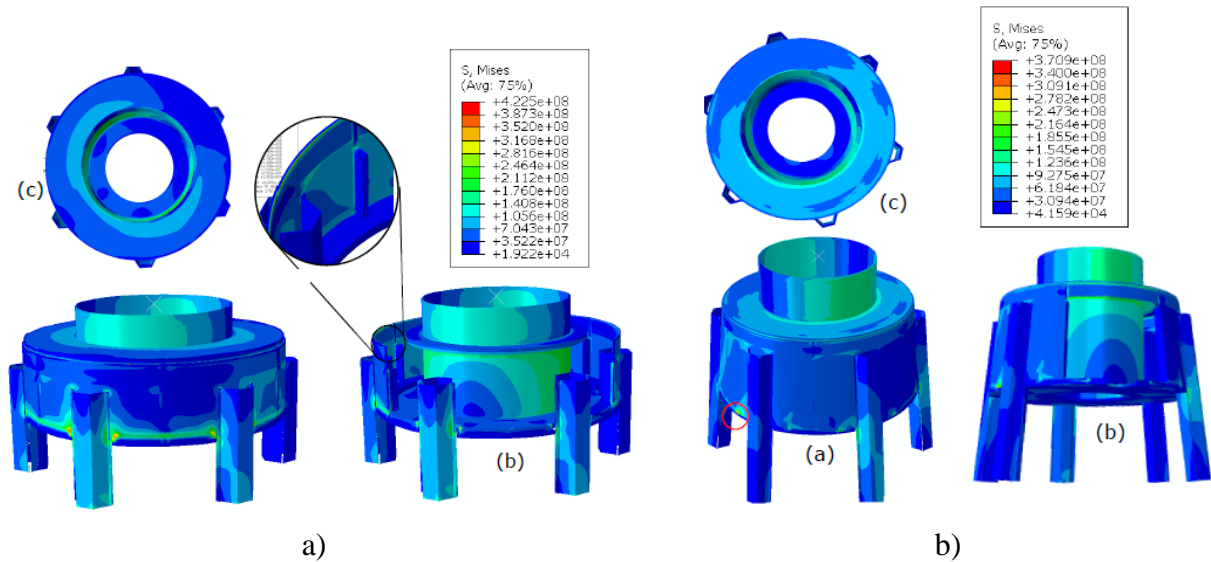 S, Mises
(Avg: 75%)
+4.225e+08
+3.873e+08
+3.520e+08
+3.168e+08
+2.816e+08
+2.464e+08
+2.112e+08
+1.760e+08
+1.408e+08
+1.056e+08
+7.043e+07
+3.522e+07
+1.922e+04
(c)
(b)
a)
S, Mises
(Avg: 75%)
+3.709e+08
+3.400e+08
+3.091e+08
+2.782e+08
+2.473e+08
+2.164e+08
+1.855e+08
+1.545e+08
+1.236e+08
+9.275e+07
+6.184e+07
+3.094e+07
+4.159e+04
(c)
(a)
(b)
b)